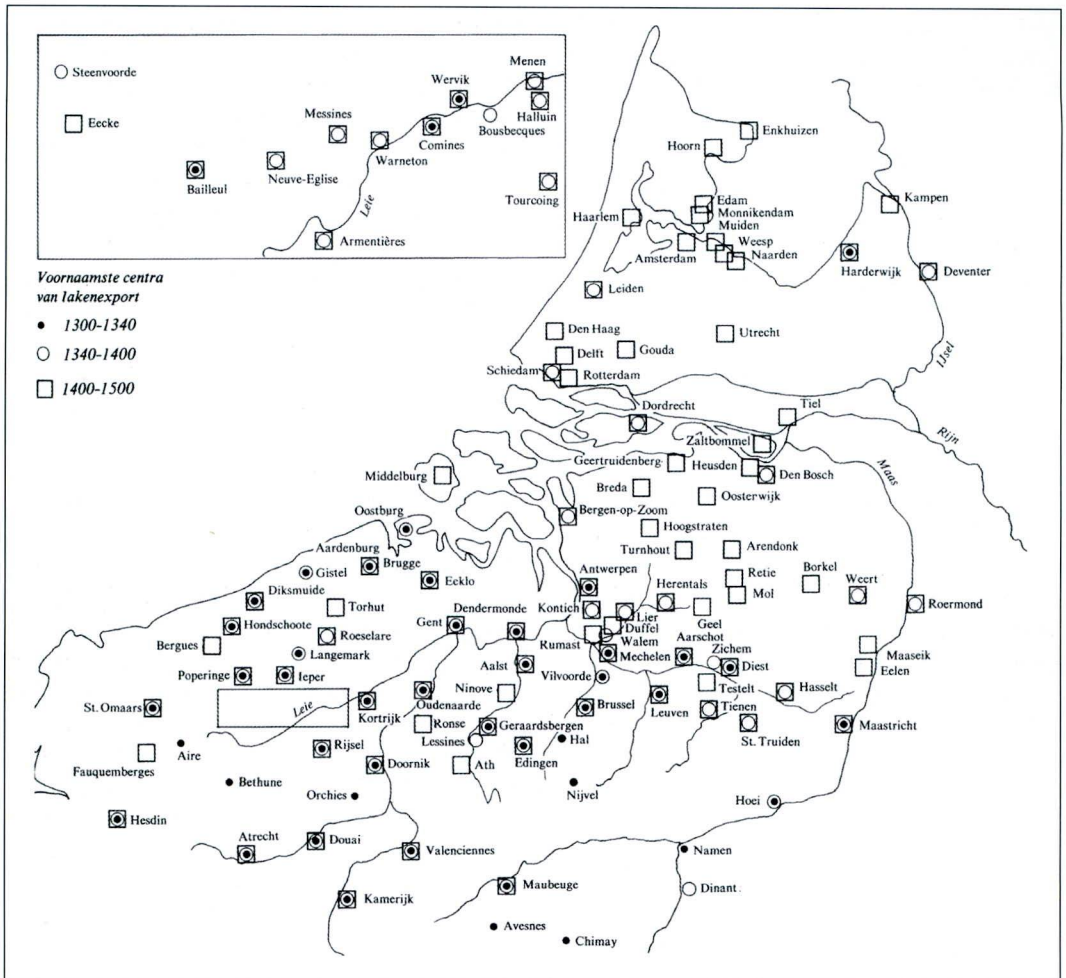 Steenvoorde
Eecke
Menen
Wervik
Halluin
Messines
Bousbecques
Comines
Warneton
Neuve-Eglise
Bailleul
Tourcoing
Leie
Armentières
Voornaamste centra
van lakenexport
1300-1340
1340-1400
1400-1500
Enkhuizen
Hoorn
Kampen
Edam
Haarlem
Monnikendam
Muiden
Weesp
Amsterdam
Naarden
Harderwijk
Deventer
Leiden
Den Haag
Utrecht
Gouda
Delft
IJsel
Schiedam
Rotterdam
Tiel
Dordrecht
Rijn
Zaltbommel
Geertruidenberg
Heusden
Maas
Middelburg
Den Bosch
Breda
Oosterwijk
Bergen-op-Zoom
Oostburg
Hoogstraten
Aardenburg
Turnhout
Arendonk
Brugge
Gistel
Eeklo
Antwerpen
Retie
Borkel
Weert
Diksmuide
Torhut
Dendermonde
Kontich
Herentals
Mol
Roermond
Hondschoote
Gent
Lier
Geel
Duffel
Roeselare
Rumast
Walem
Aarschot
Bergues
Langemark
Mechelen
Zichem
Maaseik
Aalst
Diest
Eelen
Poperinge
Ieper
Vilvoorde
Testelt
Ninove
Hasselt
St. Omaars
Leie
Oudenaarde
Leuven
Kortrijk
Brussel
Tienen
Ronse
Geraardsbergen
Maastricht
St. Truiden
Lessines
Hal
Rijsel
Edingen
Aire
Fauquemberges
Doornik
Ath
Bethune
Nijvel
Orchies
Hoei
Hesdin
Atrecht
Douai
Valenciennes
Namen
Maubeuge
Dinant.
Kamerijk
Avesnes
Chimay